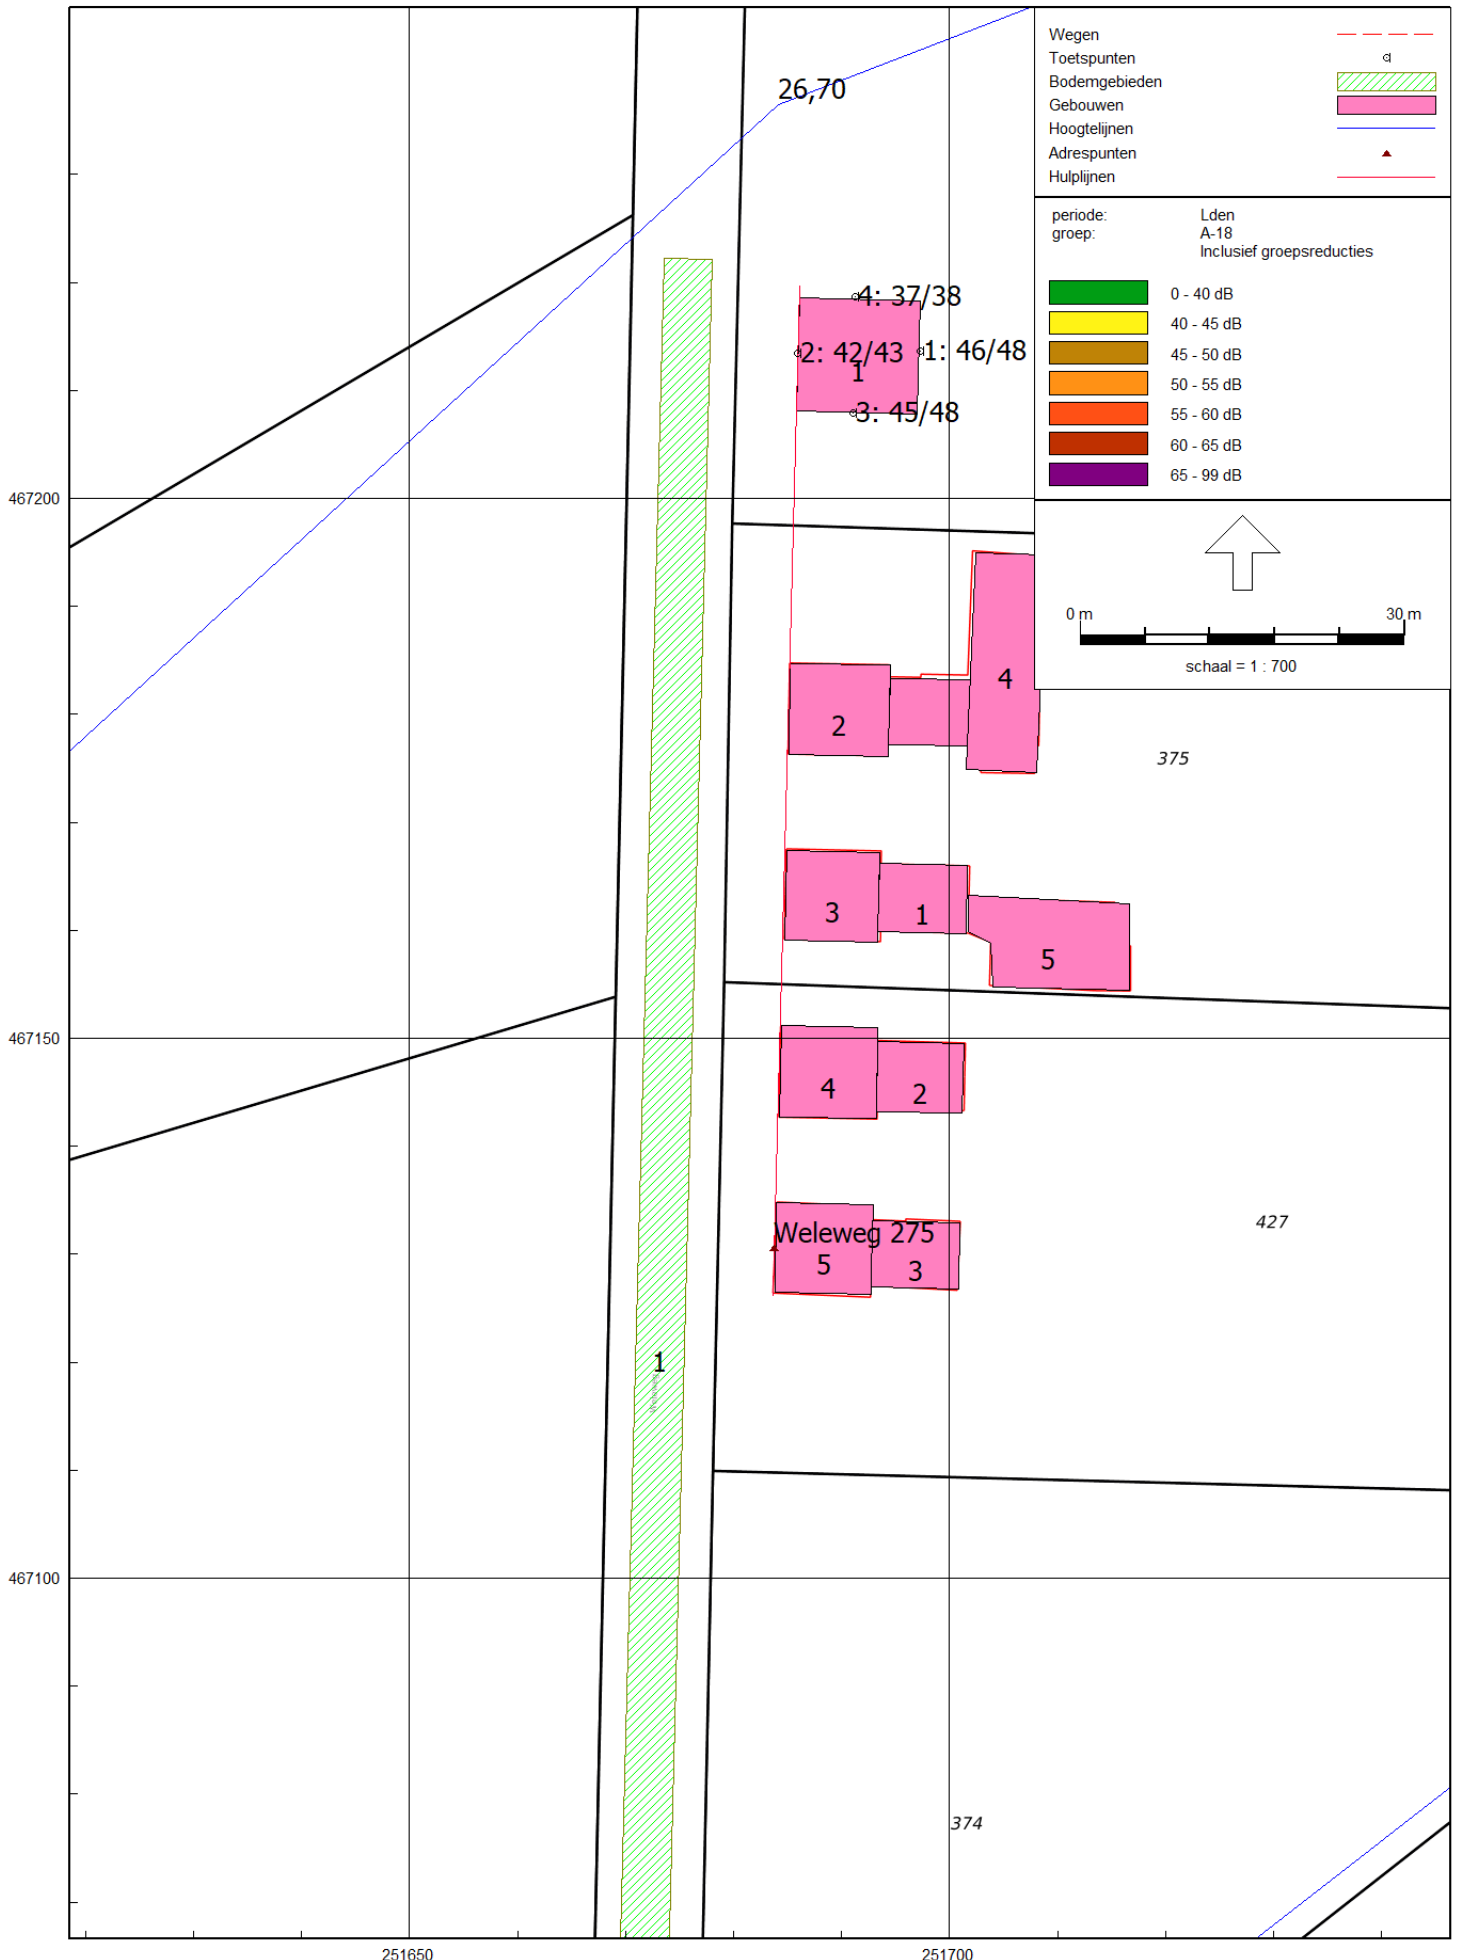 Wegen
Toetspunten
Bodemgebieden
Gebouwen
Hoogtelijnen
Adrespunten
Hulplijnen
periode: Lden
groep: A-18
Inclusief groepsreducties
0 - 40 dB
40 - 45 dB
45 - 50 dB
50 - 55 dB
55 - 60 dB
60 - 65 dB
65 - 99 dB
0 m 30 m
schaal = 1 : 700
26,70
4: 37/38
2: 42/43
1: 46/48
1
3: 45/48
467200
4
2
375
3
1
5
467150
4
2
427
Weleweg 275
5
3
1
Weleweg
467100
374
251650
251700